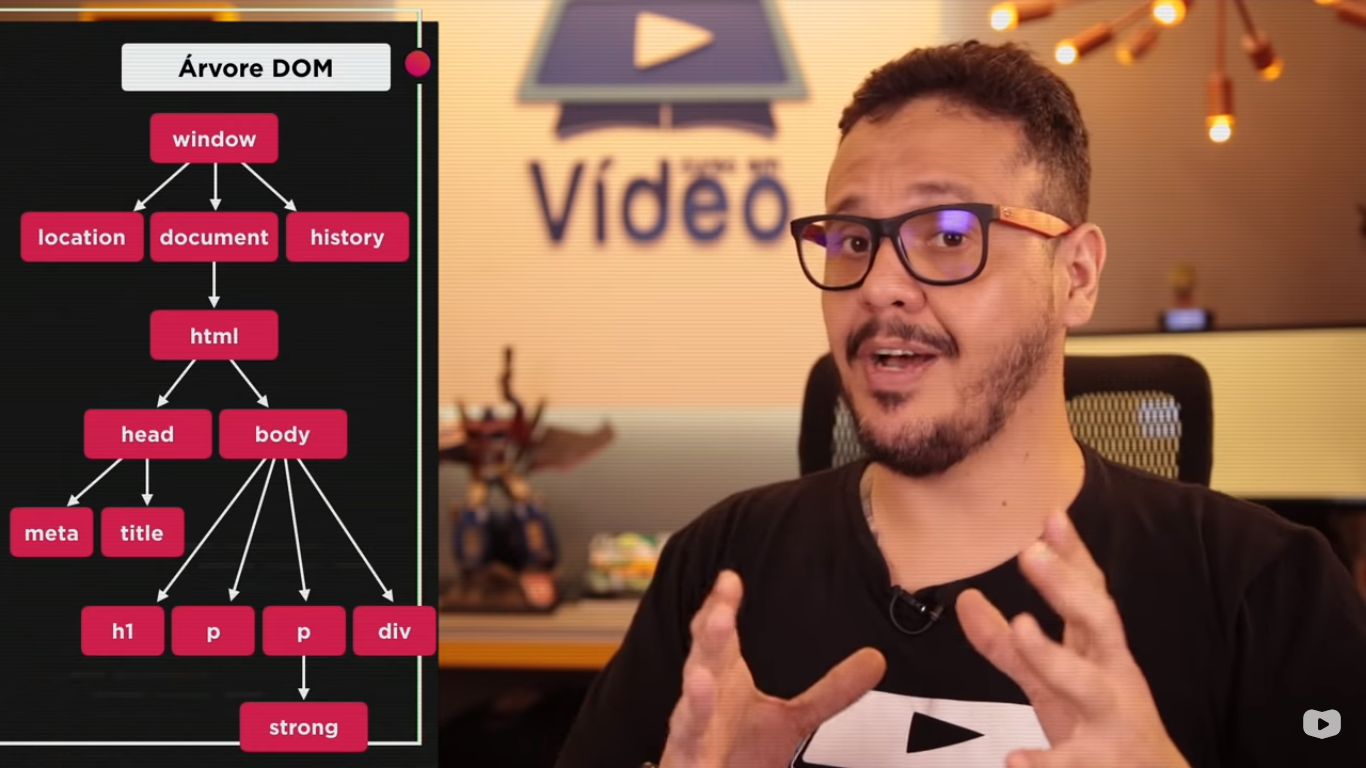 Árvore DOM
window
location
document
history
html
head
body
meta
title
h1
p
p
div
strong
Vídeo